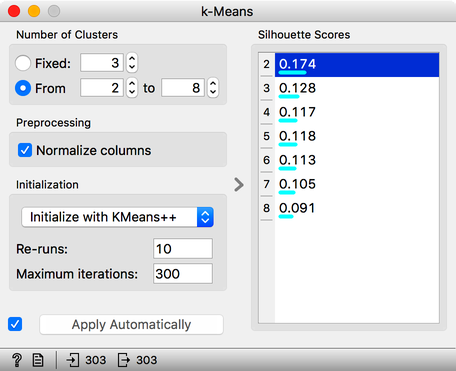 k-Means
Number of Clusters
Fixed: 3
From 2 to 8
Preprocessing
Normalize columns
Initialization
Initialize with KMeans++
Re-runs: 10
Maximum iterations: 300
Apply Automatically
Silhouette Scores
2 0.174
3 0.128
4 0.117
5 0.118
6 0.113
7 0.105
8 0.091
? 303 303